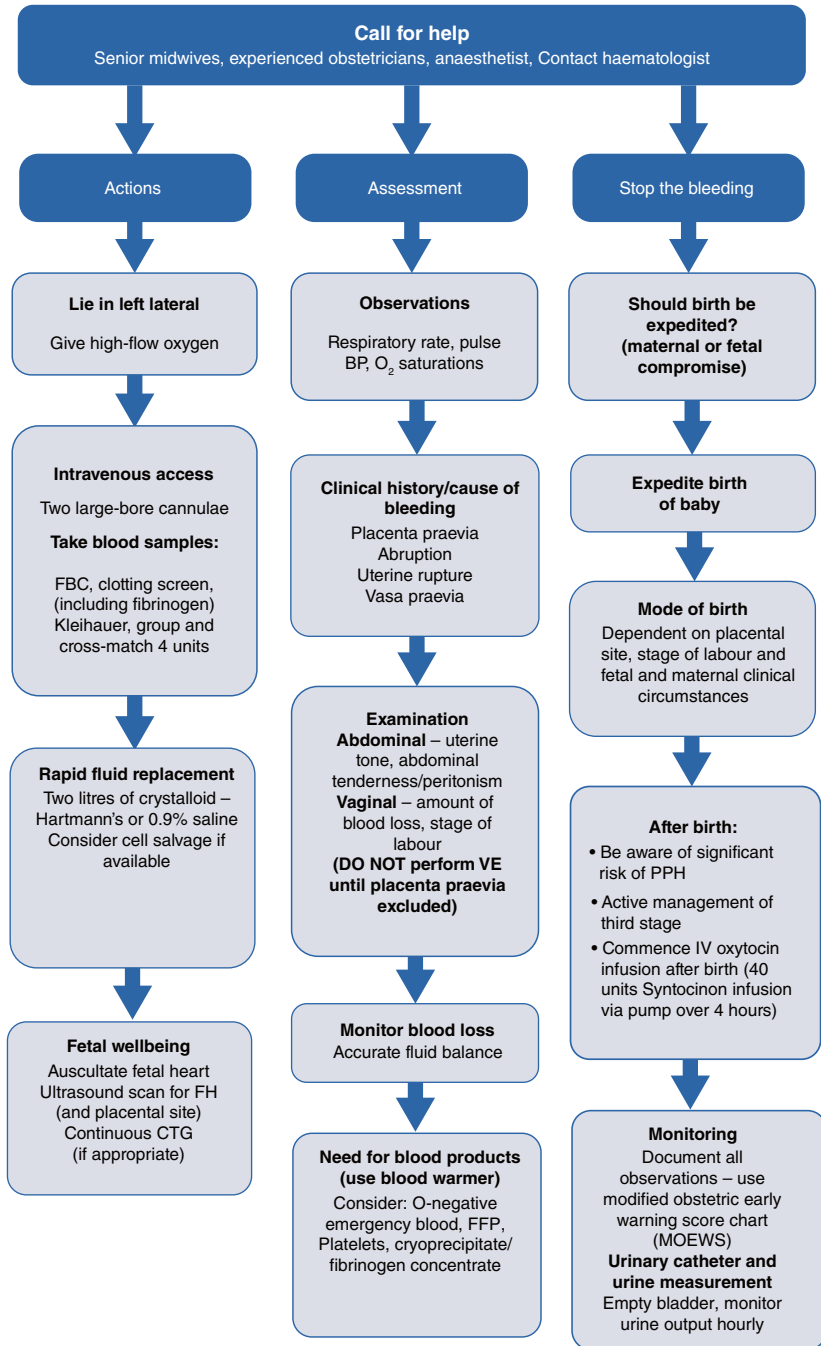 Call for help
Senior midwives, experienced obstetricians, anaesthetist, Contact haematologist
Actions
Lie in left lateral
Give high-flow oxygen
Intravenous access
Two large-bore cannulae
Take blood samples:
FBC, clotting screen,
(including fibrinogen)
Kleihauer, group and
cross-match 4 units
Rapid fluid replacement
Two litres of crystalloid –
Hartmann's or 0.9% saline
Consider cell salvage if
available
Fetal wellbeing
Auscultate fetal heart
Ultrasound scan for FH
(and placental site)
Continuous CTG
(if appropriate)
Assessment
Observations
Respiratory rate, pulse
BP, O₂ saturations
Clinical history/cause of
bleeding
Placenta praevia
Abruption
Uterine rupture
Vasa praevia
Examination
Abdominal – uterine
tone, abdominal
tenderness/peritonism
Vaginal – amount of
blood loss, stage of
labour
(DO NOT perform VE
until placenta praevia
excluded)
Monitor blood loss
Accurate fluid balance
Need for blood products
(use blood warmer)
Consider: O-negative
emergency blood, FFP,
Platelets, cryoprecipitate/
fibrinogen concentrate
Stop the bleeding
Should birth be
expedited?
(maternal or fetal
compromise)
Expedite birth
of baby
Mode of birth
Dependent on placental
site, stage of labour and
fetal and maternal clinical
circumstances
After birth:
• Be aware of significant
risk of PPH
• Active management of
third stage
• Commence IV oxytocin
infusion after birth (40
units Syntocinon infusion
via pump over 4 hours)
Monitoring
Document all
observations – use
modified obstetric early
warning score chart
(MOEWS)
Urinary catheter and
urine measurement
Empty bladder, monitor
urine output hourly